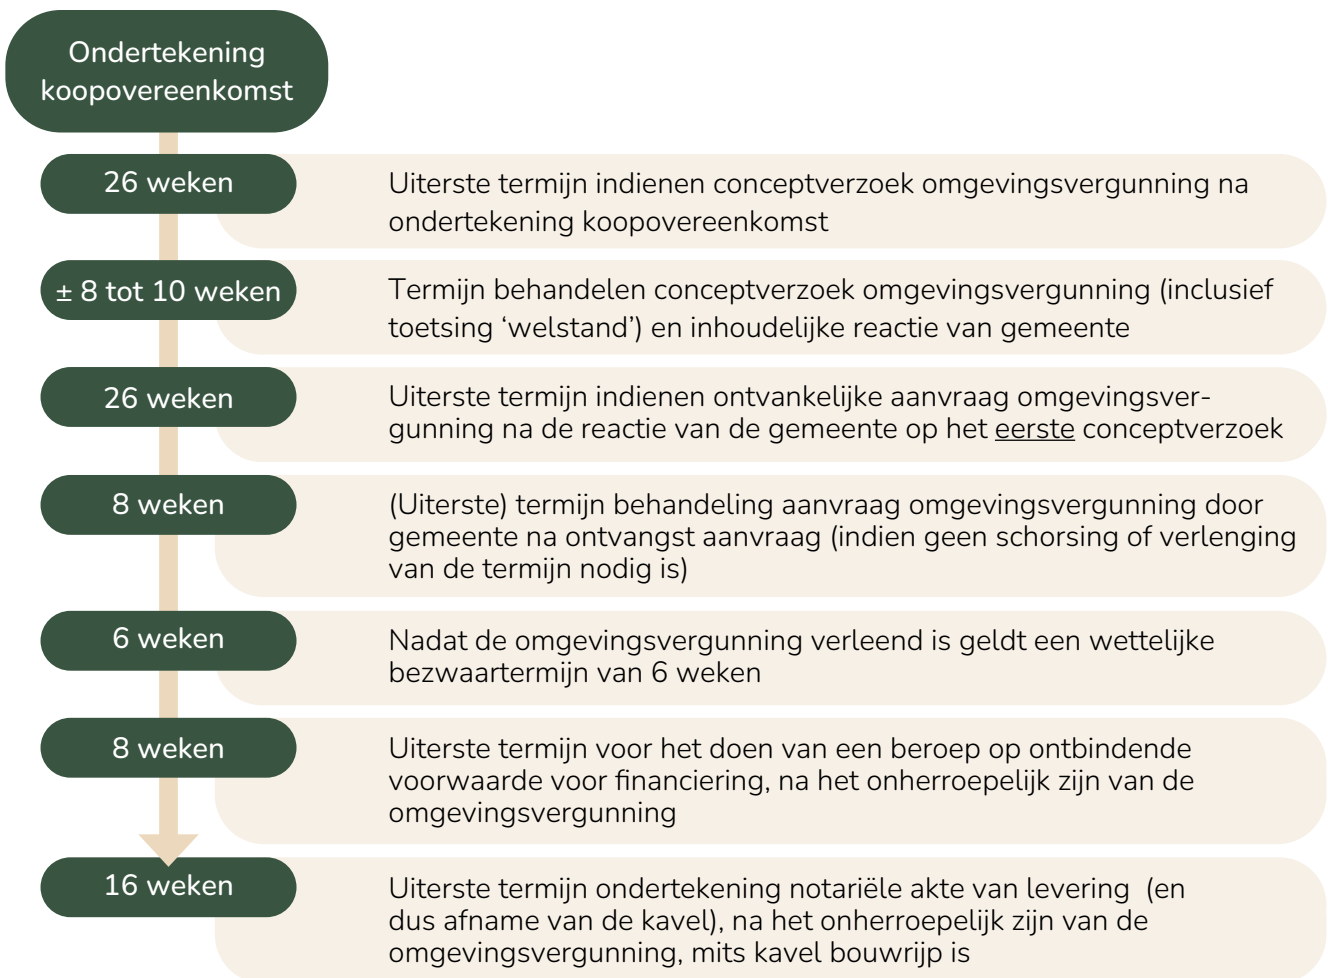 Ondertekening
koopovereenkomst
26 weken
Uiterste termijn indienen conceptverzoek omgevingsvergunning na
ondertekening koopovereenkomst
± 8 tot 10 weken
Termijn behandelen conceptverzoek omgevingsvergunning (inclusief
toetsing ‘welstand’) en inhoudelijke reactie van gemeente
26 weken
Uiterste termijn indienen ontvankelijke aanvraag omgevingsver-
gunning na de reactie van de gemeente op het eerste conceptverzoek
8 weken
(Uiterste) termijn behandeling aanvraag omgevingsvergunning door
gemeente na ontvangst aanvraag (indien geen schorsing of verlenging
van de termijn nodig is)
6 weken
Nadat de omgevingsvergunning verleend is geldt een wettelijke
bezwaartermijn van 6 weken
8 weken
Uiterste termijn voor het doen van een beroep op ontbindende
voorwaarde voor financiering, na het onherroepelijk zijn van de
omgevingsvergunning
16 weken
Uiterste termijn ondertekening notariële akte van levering (en
dus afname van de kavel), na het onherroepelijk zijn van de
omgevingsvergunning, mits kavel bouwrijp is